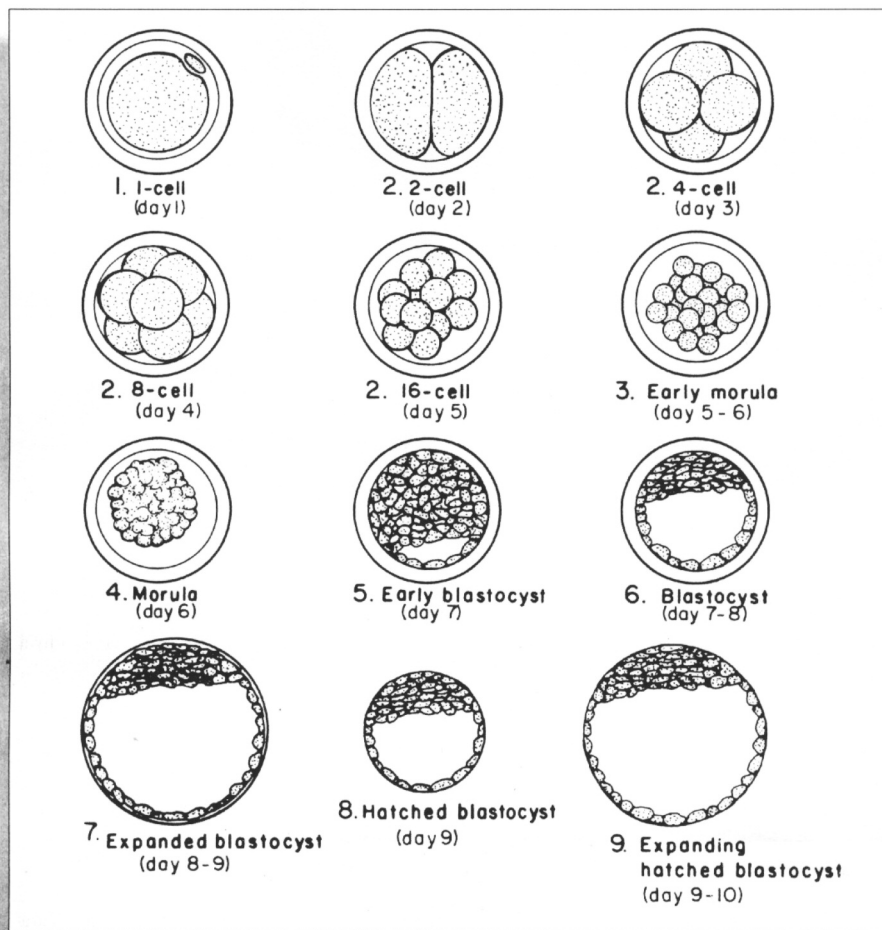 1. 1-cell
(day 1)
2. 2-cell
(day 2)
2. 4-cell
(day 3)
2. 8-cell
(day 4)
2. 16-cell
(day 5)
3. Early morula
(day 5-6)
4. Morula
(day 6)
5. Early blastocyst
(day 7)
6. Blastocyst
(day 7-8)
7. Expanded blastocyst
(day 8-9)
8. Hatched blastocyst
(day 9)
9. Expanding
hatched blastocyst
(day 9-10)